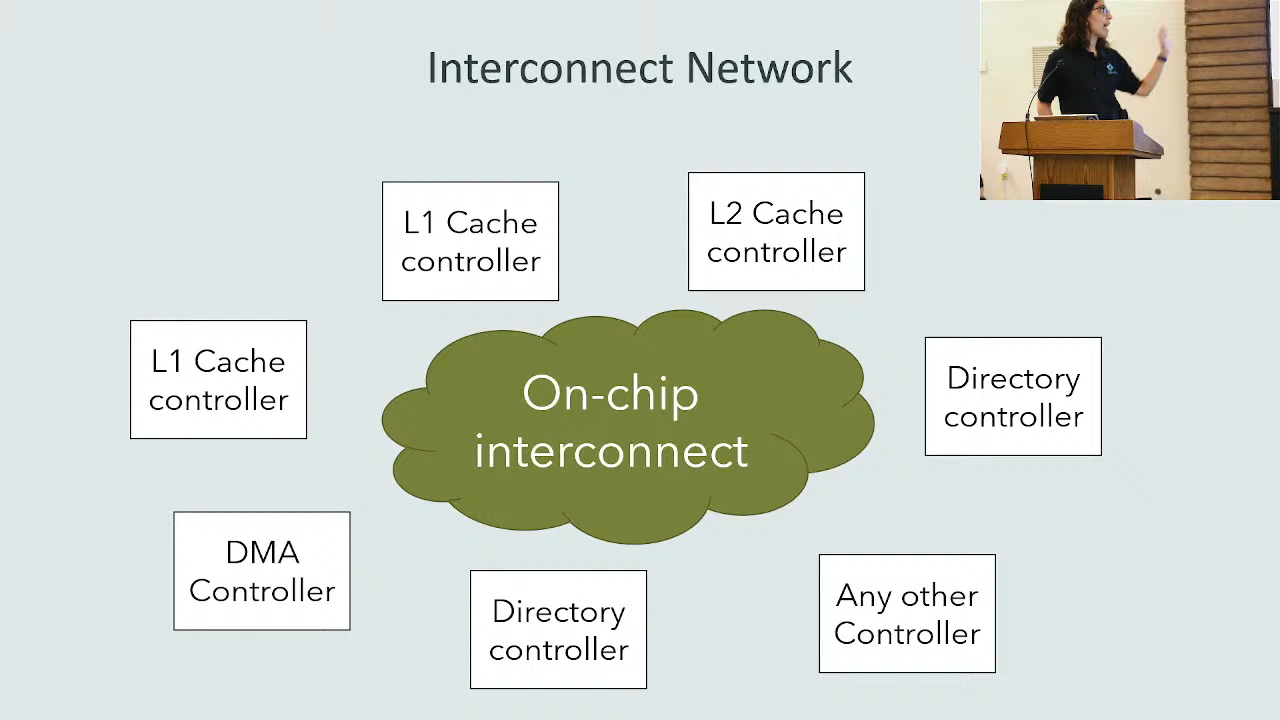 Interconnect Network
L1 Cache
controller
L2 Cache
controller
L1 Cache
controller
On-chip
interconnect
Directory
controller
DMA
Controller
Directory
controller
Any other
Controller